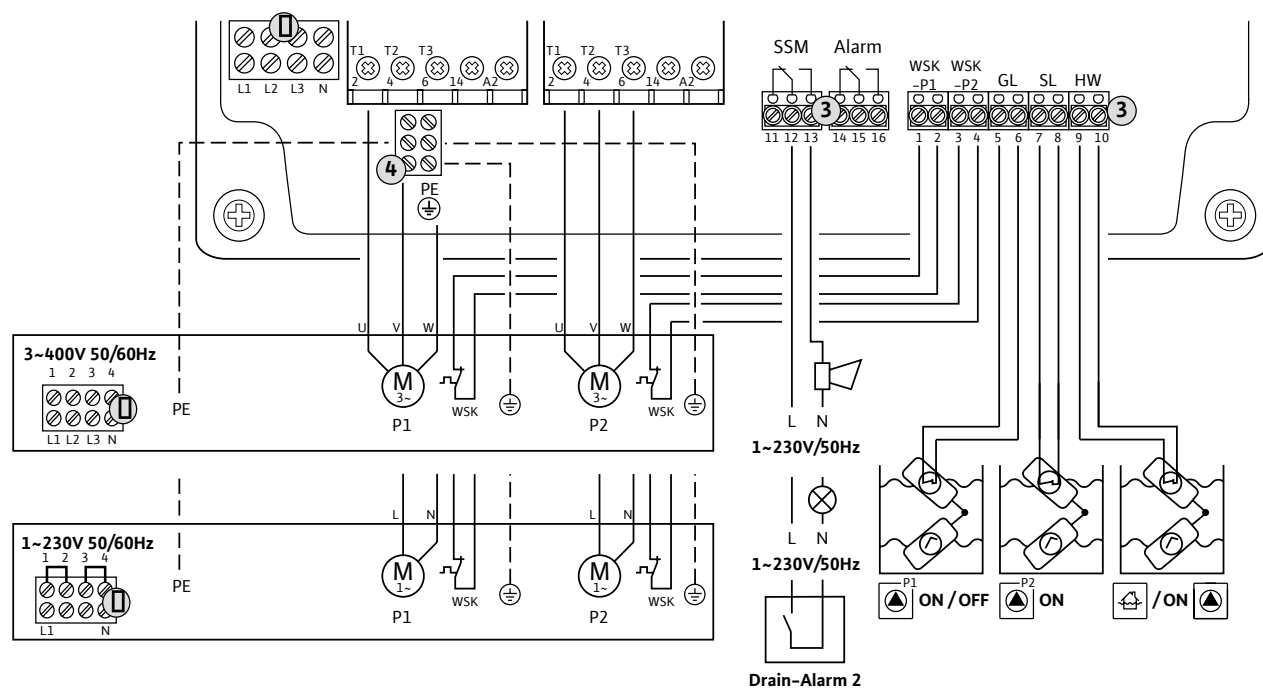 SSM Alarm
T1 T2 T3 T1 T2 T3
2 4 6 14 A2 2 4 6 14 A2
WSK -P1 WSK -P2 GL SL HW
L1 L2 L3 N
3 3
11 12 13 14 15 16 1 2 3 4 5 6 7 8 9 10
4
PE
U V W U V W
3~400V 50/60Hz
1 2 3 4
L1 L2 L3 N
PE
M 3~ WSK M 3~ WSK
P1 P2
L N
1~230V/50Hz
L N L N
L N
1~230V 50/60Hz
1 2 3 4
L1 N
PE
M 1~ WSK M 1~ WSK
P1 P2
1~230V/50Hz
P1 ON / OFF P2 ON / ON
Drain-Alarm 2